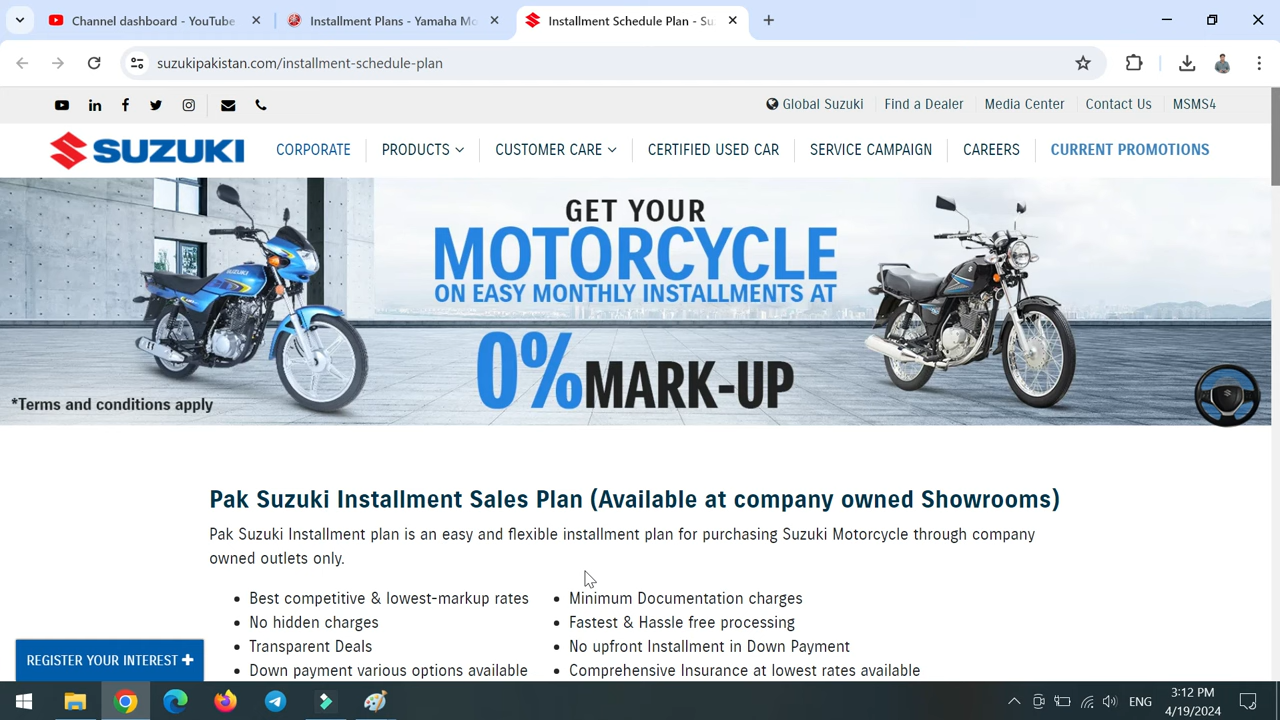 Channel dashboard - YouTube
Installment Plans - Yamaha Mo
Installment Schedule Plan - Su
suzukipakistan.com/installment-schedule-plan
Global Suzuki
Find a Dealer
Media Center
Contact Us
MSMS4
SUZUKI
CORPORATE
PRODUCTS
CUSTOMER CARE
CERTIFIED USED CAR
SERVICE CAMPAIGN
CAREERS
CURRENT PROMOTIONS
GET YOUR
MOTORCYCLE
ON EASY MONTHLY INSTALLMENTS AT
0% MARK-UP
SUZUKI
*Terms and conditions apply
Pak Suzuki Installment Sales Plan (Available at company owned Showrooms)
Pak Suzuki Installment plan is an easy and flexible installment plan for purchasing Suzuki Motorcycle through company
owned outlets only.
Best competitive & lowest-markup rates
No hidden charges
Transparent Deals
Down payment various options available
Minimum Documentation charges
Fastest & Hassle free processing
No upfront Installment in Down Payment
Comprehensive Insurance at lowest rates available
REGISTER YOUR INTEREST +
ENG
3:12 PM
4/19/2024